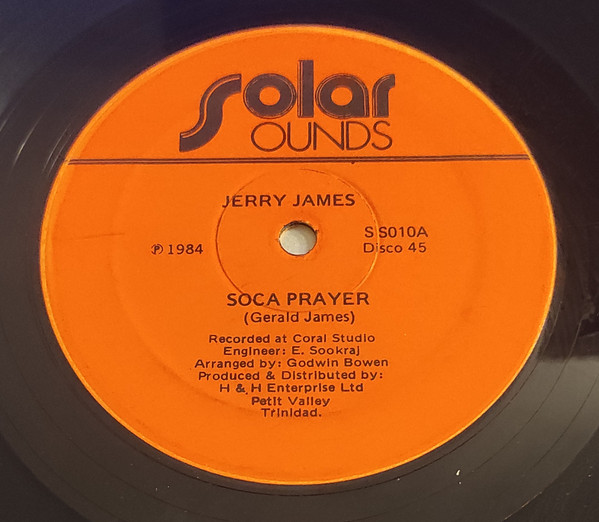 Solar
OUNDS
JERRY JAMES
℗ 1984
SS010A
Disco 45
SOCA PRAYER
(Gerald James)
Recorded at Coral Studio
Engineer: E. Sookraj
Arranged by: Godwin Bowen
Produced & Distributed by:
H & H Enterprise Ltd
Petit Valley
Trinidad.